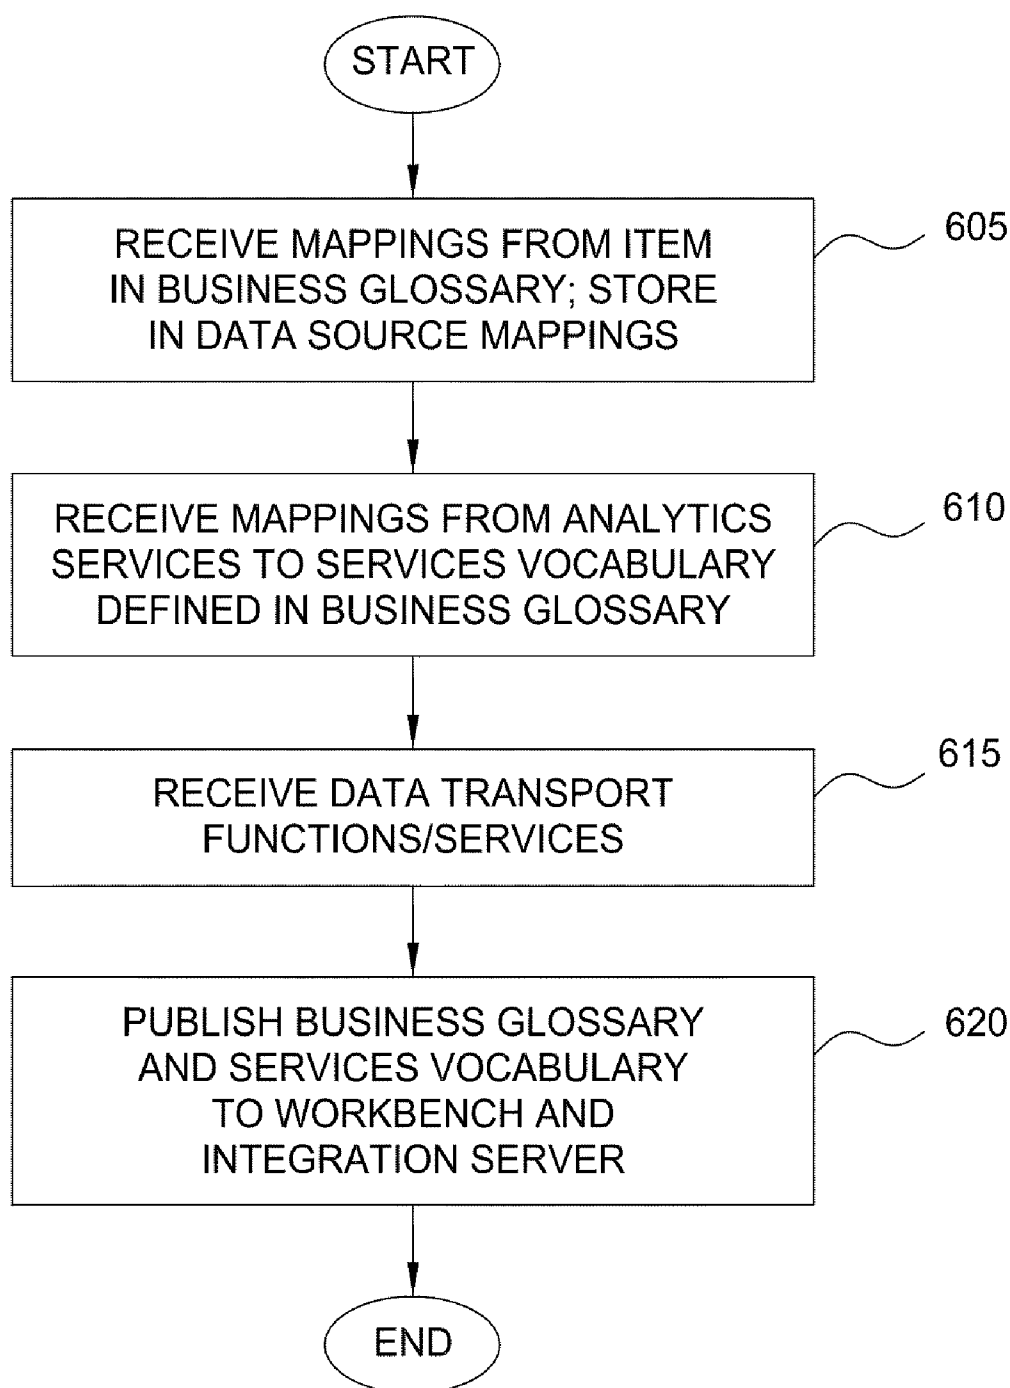 START
RECEIVE MAPPINGS FROM ITEM
IN BUSINESS GLOSSARY; STORE
IN DATA SOURCE MAPPINGS
605
RECEIVE MAPPINGS FROM ANALYTICS
SERVICES TO SERVICES VOCABULARY
DEFINED IN BUSINESS GLOSSARY
610
RECEIVE DATA TRANSPORT
FUNCTIONS/SERVICES
615
PUBLISH BUSINESS GLOSSARY
AND SERVICES VOCABULARY
TO WORKBENCH AND
INTEGRATION SERVER
620
END